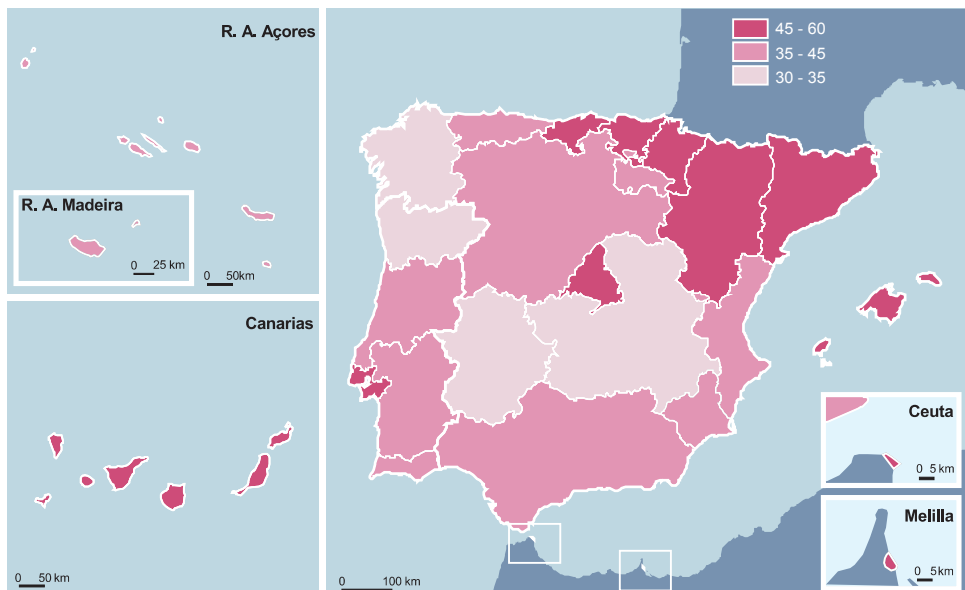 R. A. Açores
R. A. Madeira
0 25 km
0 50km
Canarias
0 50 km
45 - 60
35 - 45
30 - 35
Ceuta
0 5 km
Melilla
0 5km
0 100 km